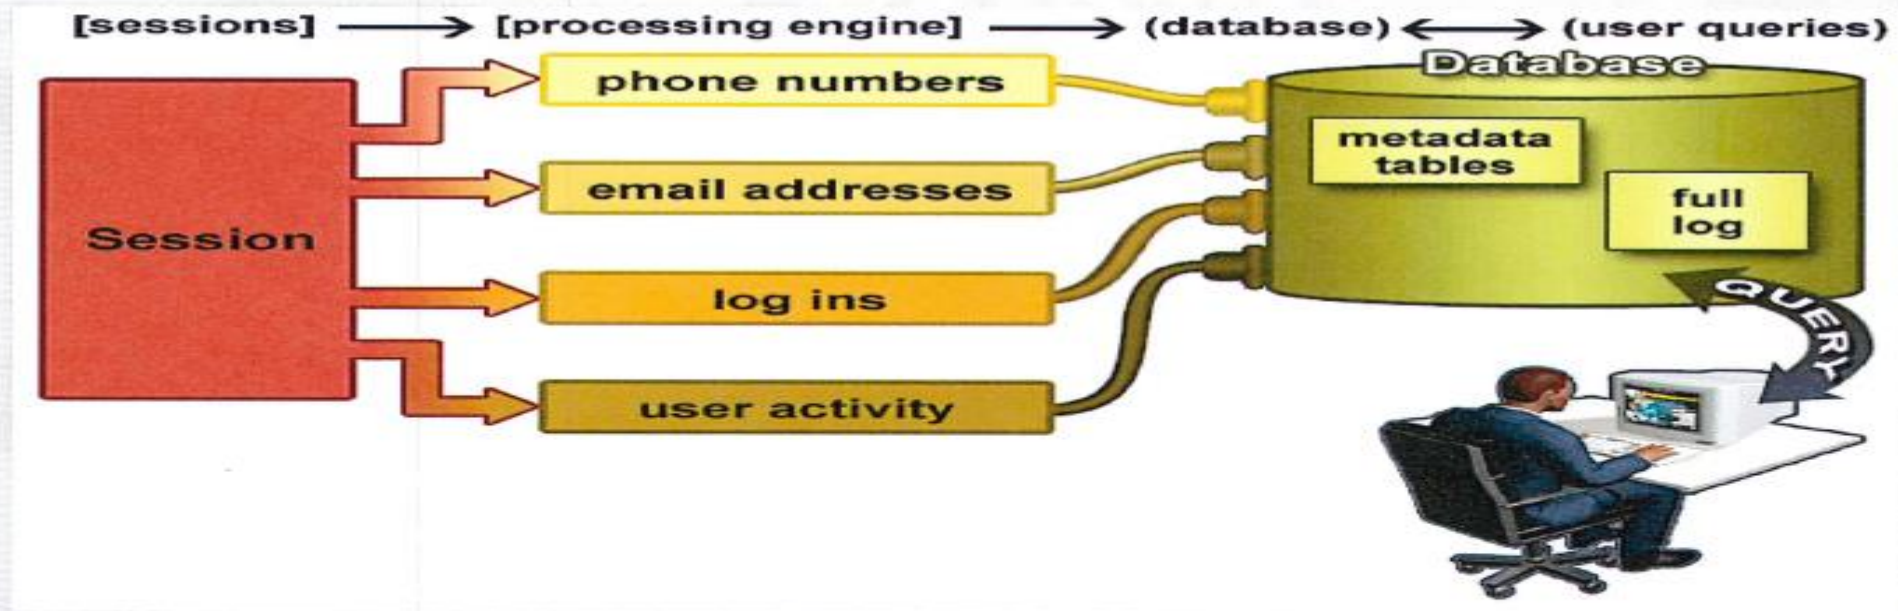 [sessions] ⟶ [processing engine] ⟶ (database) ⟷ (user queries)
Database
phone numbers
metadata
tables
email addresses
full
log
Session
log ins
QUERY
user activity